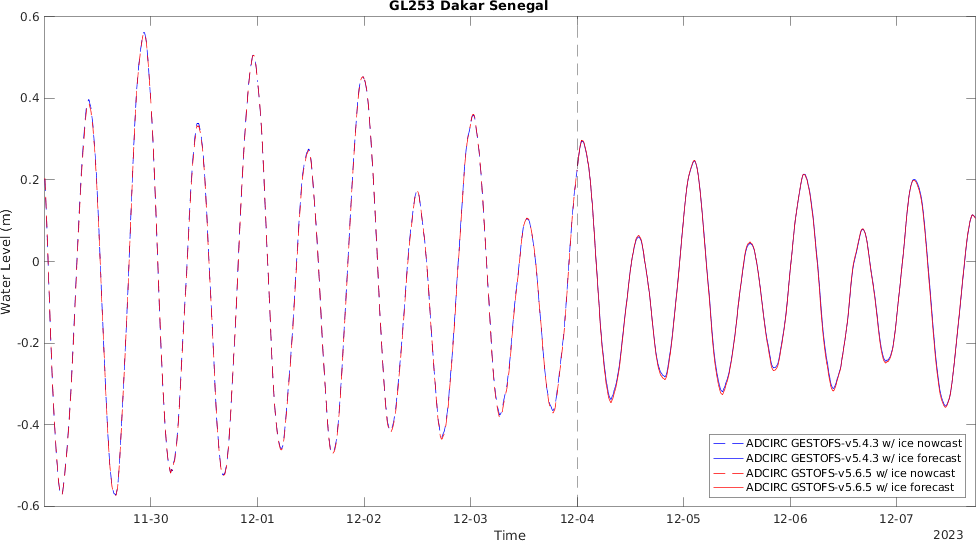 GL253 Dakar Senegal
0.6
0.4
0.2
0
-0.2
-0.4
-0.6
Water Level (m)
ADCIRC GESTOFS-v5.4.3 w/ ice nowcast
ADCIRC GESTOFS-v5.4.3 w/ ice forecast
ADCIRC GSTOFS-v5.6.5 w/ ice nowcast
ADCIRC GSTOFS-v5.6.5 w/ ice forecast
11-30 12-01 12-02 12-03 12-04 12-05 12-06 12-07
Time
2023